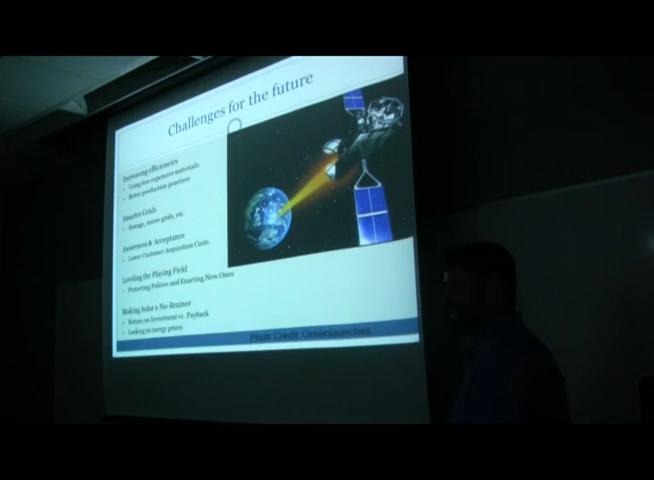 Challenges for the future
Increasing efficiencies
• Using less expensive materials
• Better production practices
Smarter Grids
• Storage, micro-grids, etc.
Awareness & Acceptance
• Lower Customer Acquisition Costs
Leveling the Playing Field
• Protecting Policies and Enacting New Ones
Making Solar a No-Brainer
• Return on Investment vs. Payback
• Locking in energy prices
Photo Credit: Greenlaunches